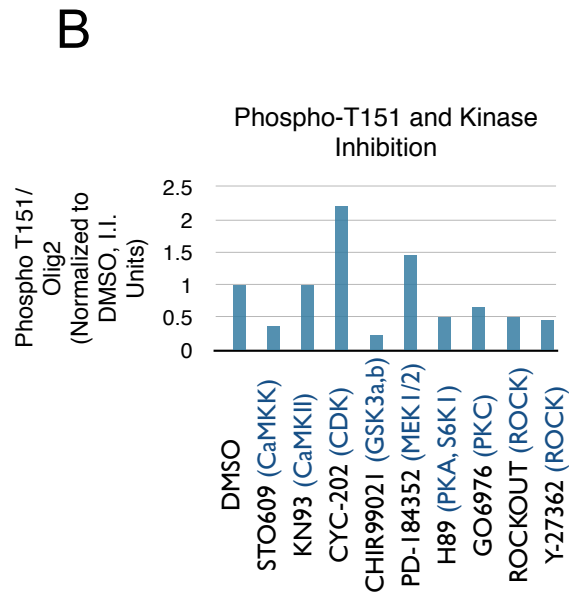 B
Phospho-T151 and Kinase
Inhibition
Phospho T151/
Olig2
(Normalized to
DMSO, I.I.
Units)
2.5
2
1.5
1
0.5
0
DMSO
STO609 (CaMKK)
KN93 (CaMKII)
CYC-202 (CDK)
CHIR99021 (GSK3a,b)
PD-184352 (MEK1/2)
H89 (PKA, S6K1)
GO6976 (PKC)
ROCKOUT (ROCK)
Y-27362 (ROCK)